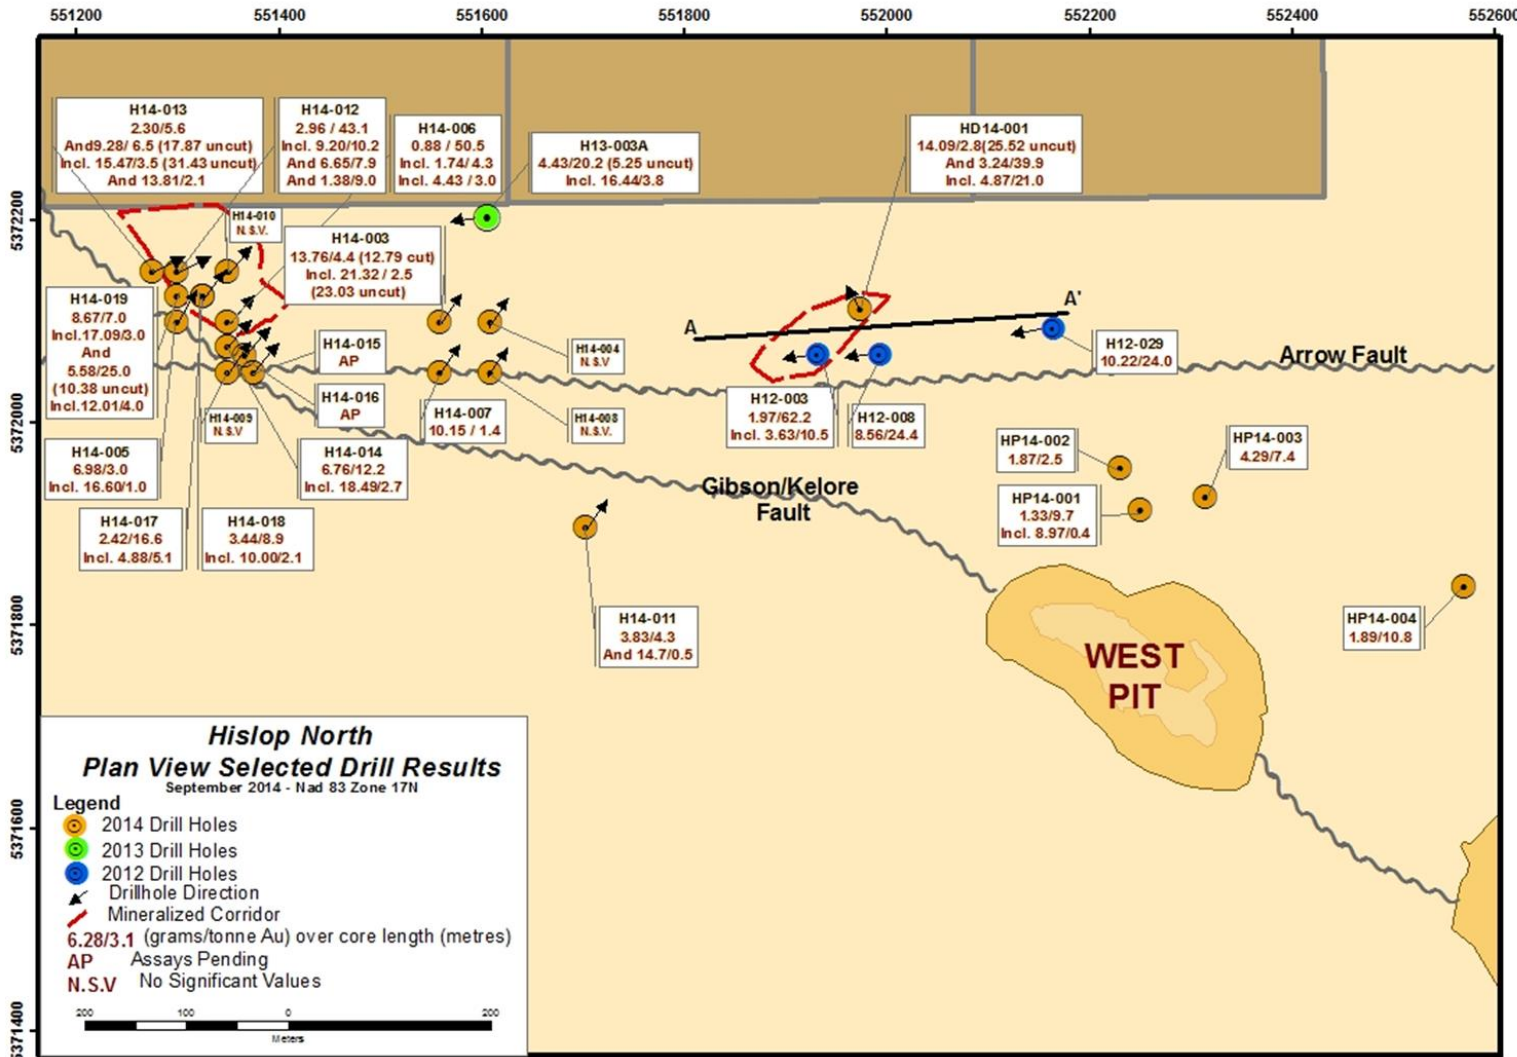 551200
551400
551600
551800
552000
552200
552400
552600
5372200
5372000
5371800
5371600
5371400
H14-013
2.30/5.6
And9.28/ 6.5 (17.87 uncut)
Incl. 15.47/3.5 (31.43 uncut)
And 13.81/2.1
H14-012
2.96 / 43.1
Incl. 9.20/10.2
And 6.65/7.9
And 1.38/9.0
H14-006
0.88 / 50.5
Incl. 1.74/ 4.3
Incl. 4.43 / 3.0
H13-003A
4.43/20.2 (5.25 uncut)
Incl. 16.44/3.8
HD14-001
14.09/2.8(25.52 uncut)
And 3.24/39.9
Incl. 4.87/21.0
H14-010
N.S.V.
H14-003
13.76/4.4 (12.79 cut)
Incl. 21.32 / 2.5
(23.03 uncut)
H14-019
8.67/7.0
Incl.17.09/3.0
And
5.58/25.0
(10.38 uncut)
Incl.12.01/4.0
H14-015
AP
H14-016
AP
H14-004
N.S.V
A
A'
H12-029
10.22/24.0
Arrow Fault
H14-009
N.S.V
H14-007
10.15 / 1.4
H14-008
N.S.V.
H12-003
1.97/62.2
Incl. 3.63/10.5
H12-008
8.56/24.4
H14-005
6.98/3.0
Incl. 16.60/1.0
H14-014
6.76/12.2
Incl. 18.49/2.7
HP14-002
1.87/2.5
HP14-003
4.29/7.4
HP14-001
1.33/9.7
Incl. 8.97/0.4
Gibson/Kelore
Fault
H14-017
2.42/16.6
Incl. 4.88/5.1
H14-018
3.44/8.9
Incl. 10.00/2.1
H14-011
3.83/4.3
And 14.7/0.5
HP14-004
1.89/10.8
WEST
PIT
Hislop North
Plan View Selected Drill Results
September 2014 - Nad 83 Zone 17N
Legend
2014 Drill Holes
2013 Drill Holes
2012 Drill Holes
Drillhole Direction
Mineralized Corridor
6.28/3.1 (grams/tonne Au) over core length (metres)
AP Assays Pending
N.S.V No Significant Values
200 100 0 200
Meters